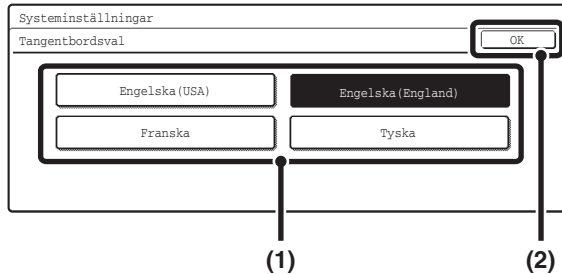 Systeminställningar
Tangentbordsval
OK
Engelska(USA)
Engelska(England)
Franska
Tyska
(1)
(2)